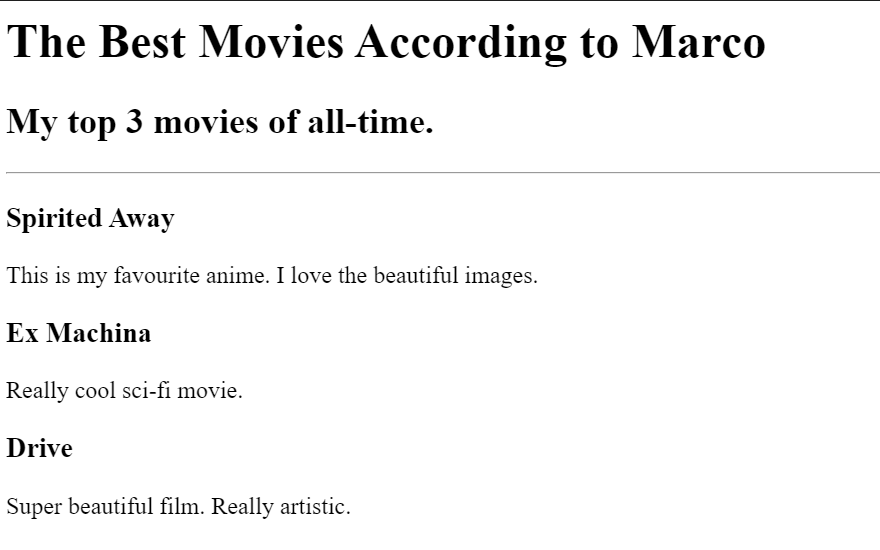 The Best Movies According to Marco
My top 3 movies of all-time.
Spirited Away
This is my favourite anime. I love the beautiful images.
Ex Machina
Really cool sci-fi movie.
Drive
Super beautiful film. Really artistic.